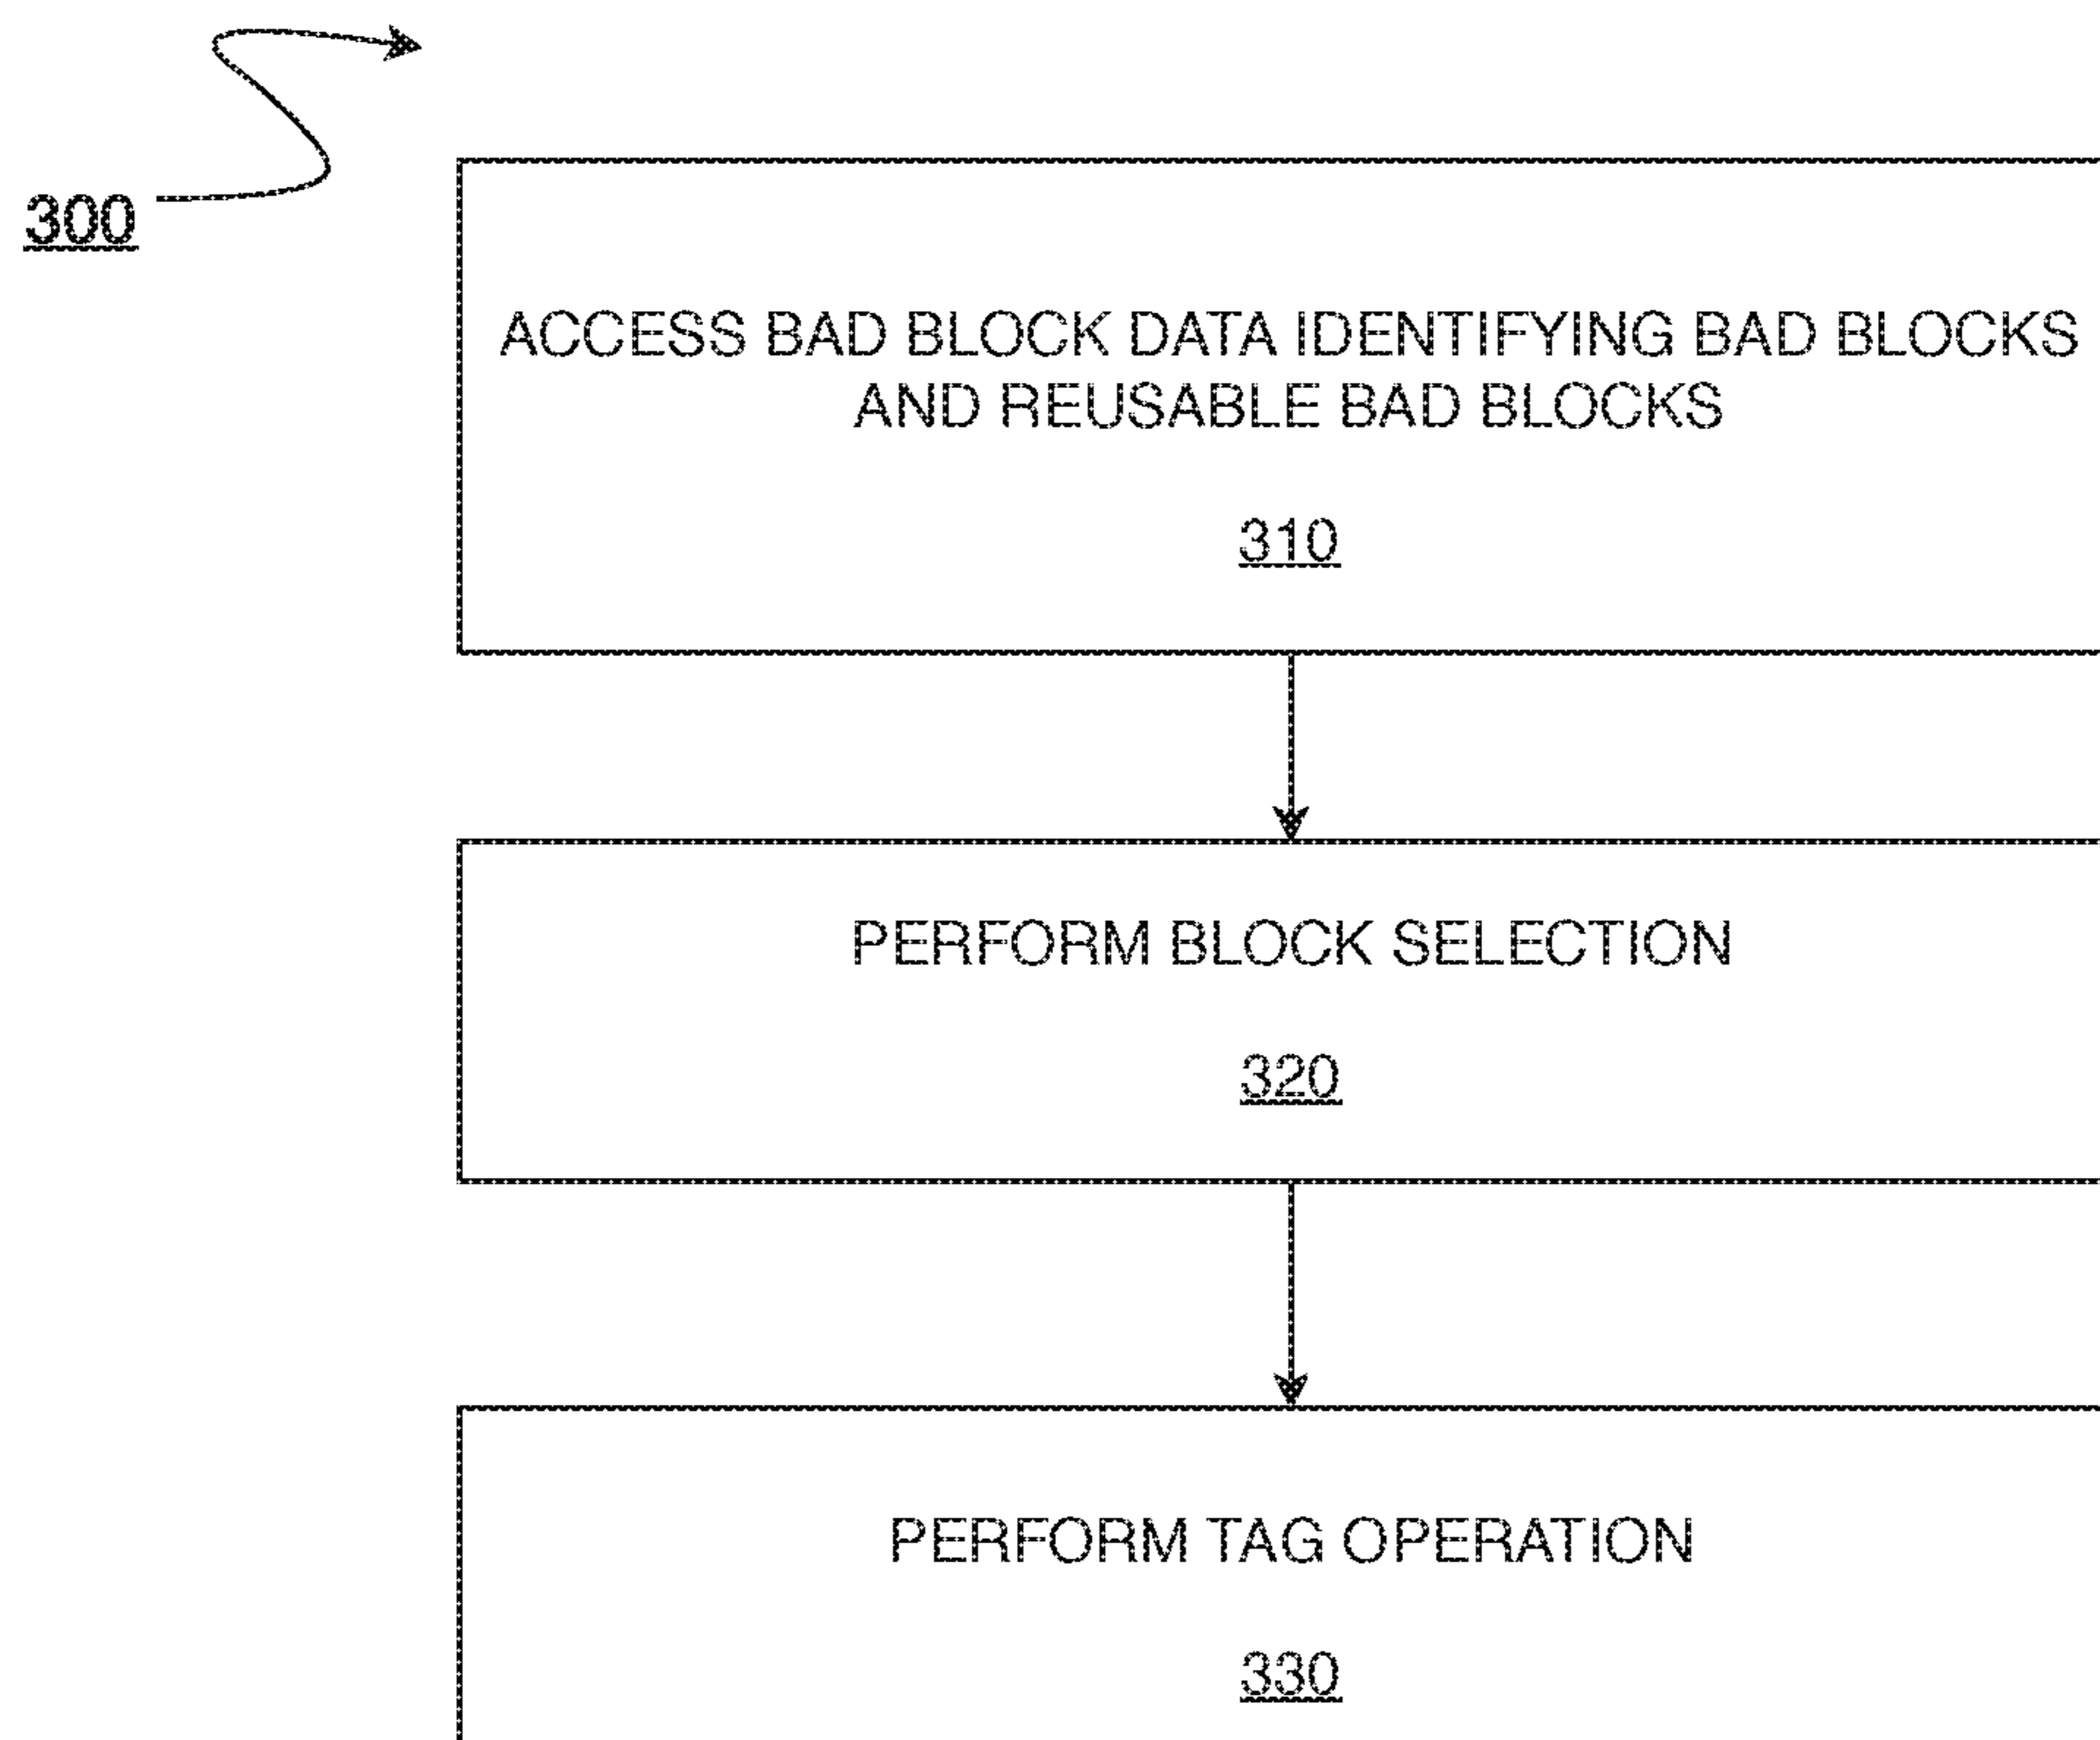 300
ACCESS BAD BLOCK DATA IDENTIFYING BAD BLOCKS
AND REUSABLE BAD BLOCKS
310
PERFORM BLOCK SELECTION
320
PERFORM TAG OPERATION
330